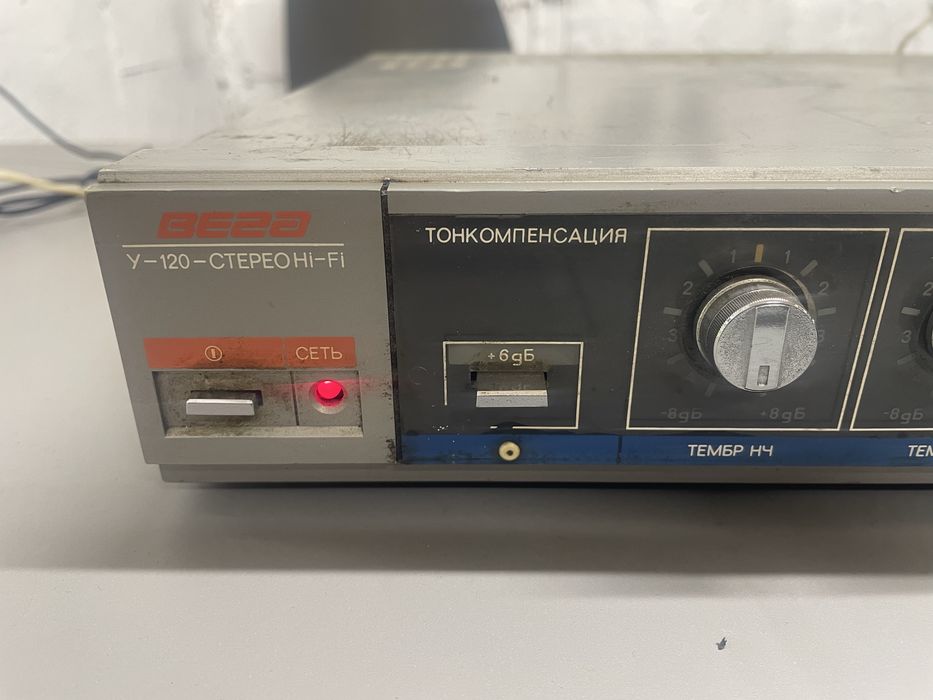 ВЕГА
У-120-СТЕРЕО Hi-Fi
СЕТЬ
ТОНКОМПЕНСАЦИЯ
+6дБ
1 1
2 2
3 3
-8дБ +8дБ
ТЕМБР НЧ
3
-8дБ
ТЕМ